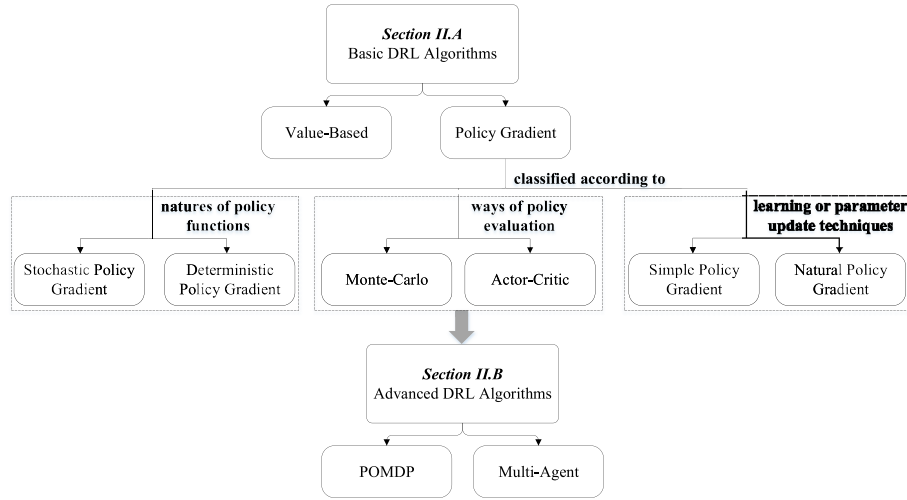 Section II.A
Basic DRL Algorithms
Value-Based
Policy Gradient
classified according to
natures of policy
functions
ways of policy
evaluation
learning or parameter
update techniques
Stochastic Policy
Gradient
Deterministic
Policy Gradient
Monte-Carlo
Actor-Critic
Simple Policy
Gradient
Natural Policy
Gradient
Section II.B
Advanced DRL Algorithms
POMDP
Multi-Agent